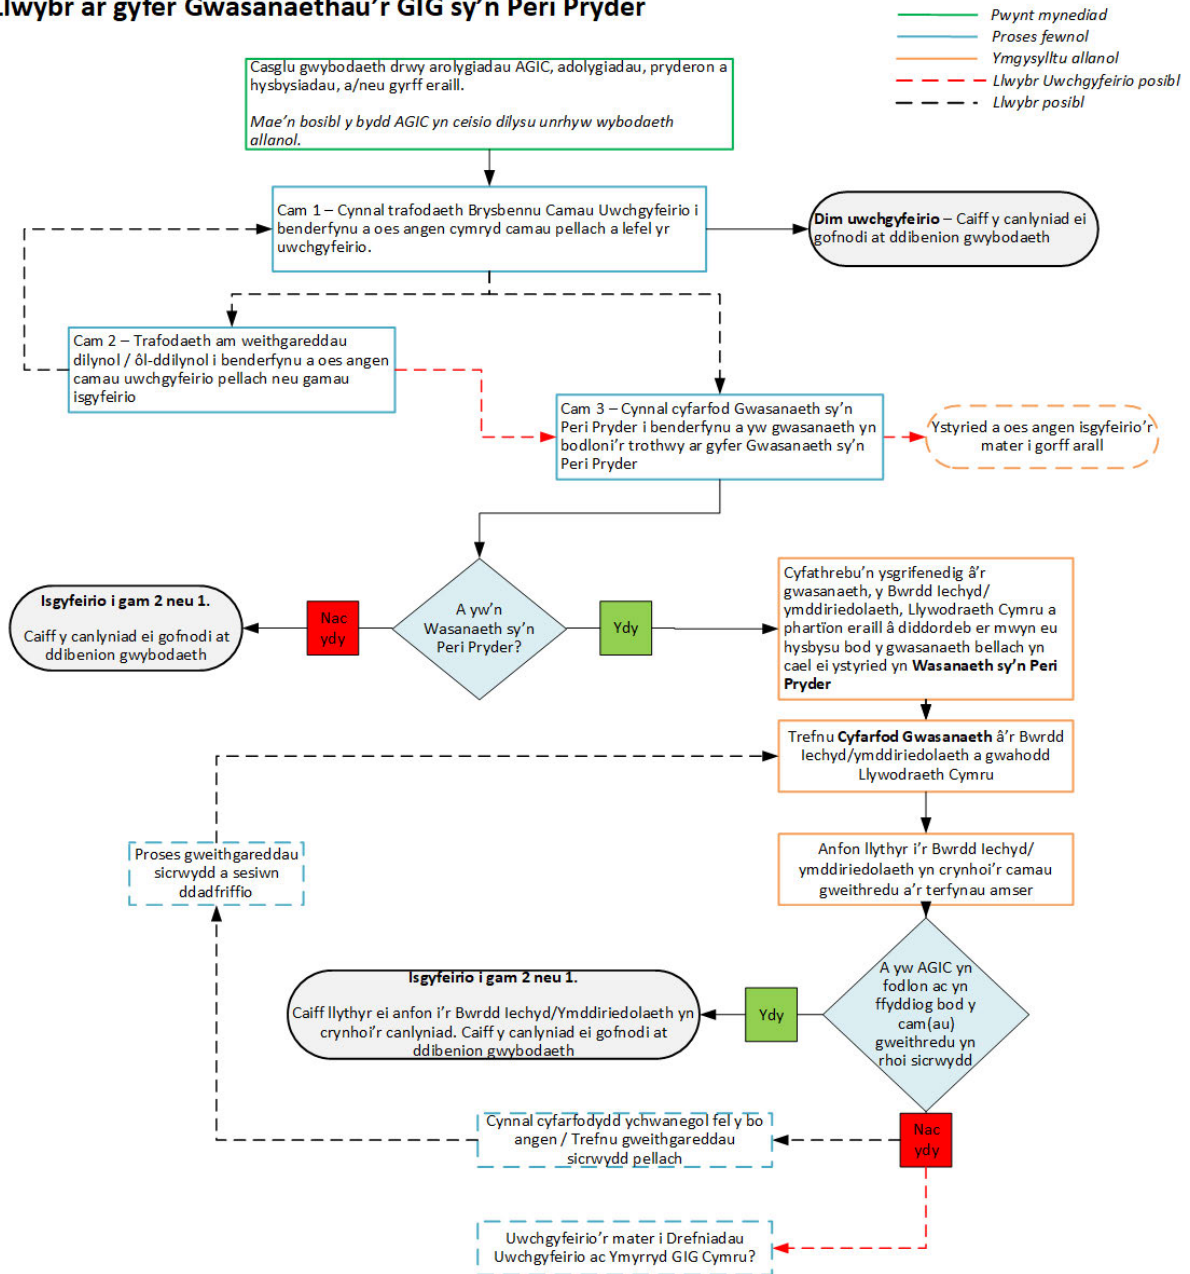 Llwybr ar gyfer Gwasanaethau’r GIG sy’n Peri Pryder
Pwynt mynediad
Proses fewnol
Ymgysylltu allanol
Llwybr Uwchgyfeirio posibl
Llwybr posibl
Casglu gwybodaeth drwy arolygiadau AGIC, adolygiadau, pryderon a
hysbysiadau, a/neu gyrff eraill.
Mae’n bosibl y bydd AGIC yn ceisio dilysu unrhyw wybodaeth
allanol.
Cam 1 – Cynnal trafodaeth Brysbennu Camau Uwchgyfeirio i
benderfynu a oes angen cymryd camau pellach a lefel yr
uwchgyfeirio.
Dim uwchgyfeirio – Caiff y canlyniad ei
gofnodi at ddibenion gwybodaeth
Cam 2 – Trafodaeth am weithgareddau
dilynol / ôl-ddilynol i benderfynu a oes angen
camau uwchgyfeirio pellach neu gamau
isgyfeirio
Cam 3 – Cynnal cyfarfod Gwasanaeth sy’n
Peri Pryder i benderfynu a yw gwasanaeth yn
bodloni’r trothwy ar gyfer Gwasanaeth sy’n
Peri Pryder
Ystyried a oes angen isgyfeirio’r
mater i gorff arall
Isgyfeirio i gam 2 neu 1.
Caiff y canlyniad ei gofnodi at
ddibenion gwybodaeth
Nac
ydy
A yw’n
Wasanaeth sy’n
Peri Pryder?
Ydy
Cyfathrebu’n ysgrifenedig â’r
gwasanaeth, y Bwrdd Iechyd/
ymddiriedolaeth, Llywodraeth Cymru a
phartïon eraill â diddordeb er mwyn eu
hysbysu bod y gwasanaeth bellach yn
cael ei ystyried yn Wasanaeth sy’n Peri
Pryder
Trefnu Cyfarfod Gwasanaeth â’r Bwrdd
Iechyd/ymddiriedolaeth a gwahodd
Llywodraeth Cymru
Proses gweithgareddau
sicrwydd a sesiwn
ddadfriffio
Anfon llythyr i’r Bwrdd Iechyd/
ymddiriedolaeth yn crynhoi’r camau
gweithredu a’r terfynau amser
Isgyfeirio i gam 2 neu 1.
Caiff llythyr ei anfon i’r Bwrdd Iechyd/Ymddiriedolaeth yn
crynhoi’r canlyniad. Caiff y canlyniad ei gofnodi at
ddibenion gwybodaeth
Ydy
A yw AGIC yn
fodlon ac yn
ffyddiog bod y
cam(au)
gweithredu yn
rhoi sicrwydd
Cynnal cyfarfodydd ychwanegol fel y bo
angen / Trefnu gweithgareddau
sicrwydd pellach
Nac
ydy
Uwchgyfeirio’r mater i Drefniadau
Uwchgyfeirio ac Ymyrryd GIG Cymru?